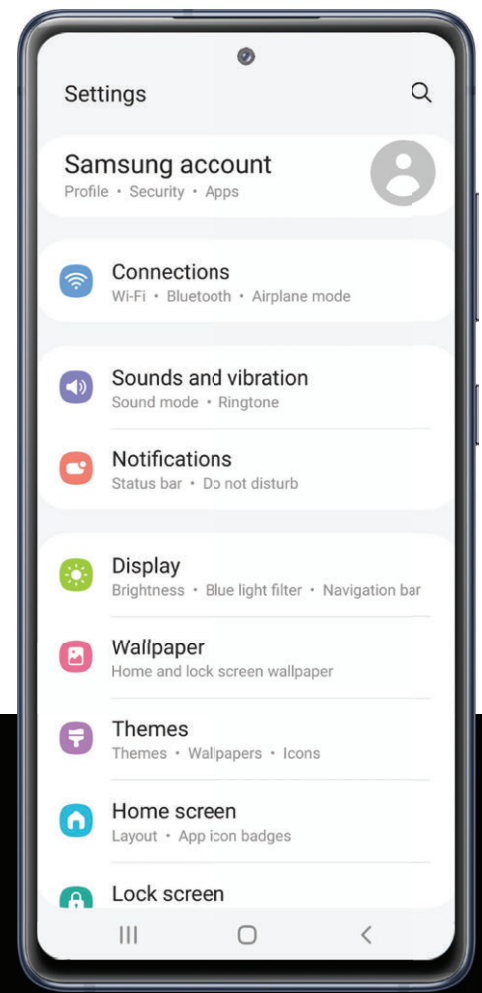 Settings
Samsung account
Profile • Security • Apps
Connections
Wi-Fi • Bluetooth • Airplane mode
Sounds and vibration
Sound mode • Ringtone
Notifications
Status bar • Do not disturb
Display
Brightness • Blue light filter • Navigation bar
Wallpaper
Home and lock screen wallpaper
Themes
Themes • Wallpapers • Icons
Home screen
Layout • App icon badges
Lock screen